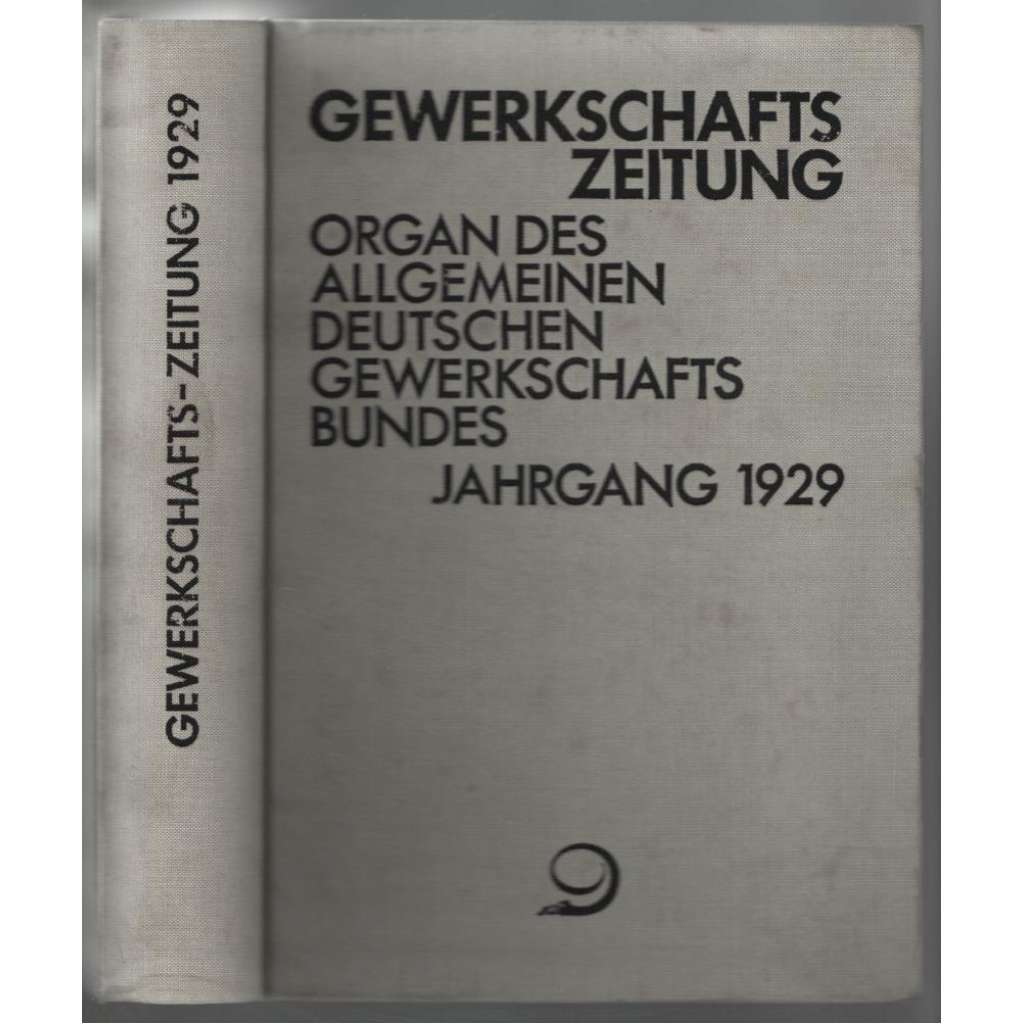 GEWERKSCHAFTS-ZEITUNG 1929
GEWERKSCHAFTS
ZEITUNG
ORGAN DES
ALLGEMEINEN
DEUTSCHEN
GEWERKSCHAFTS
BUNDES
JAHRGANG 1929